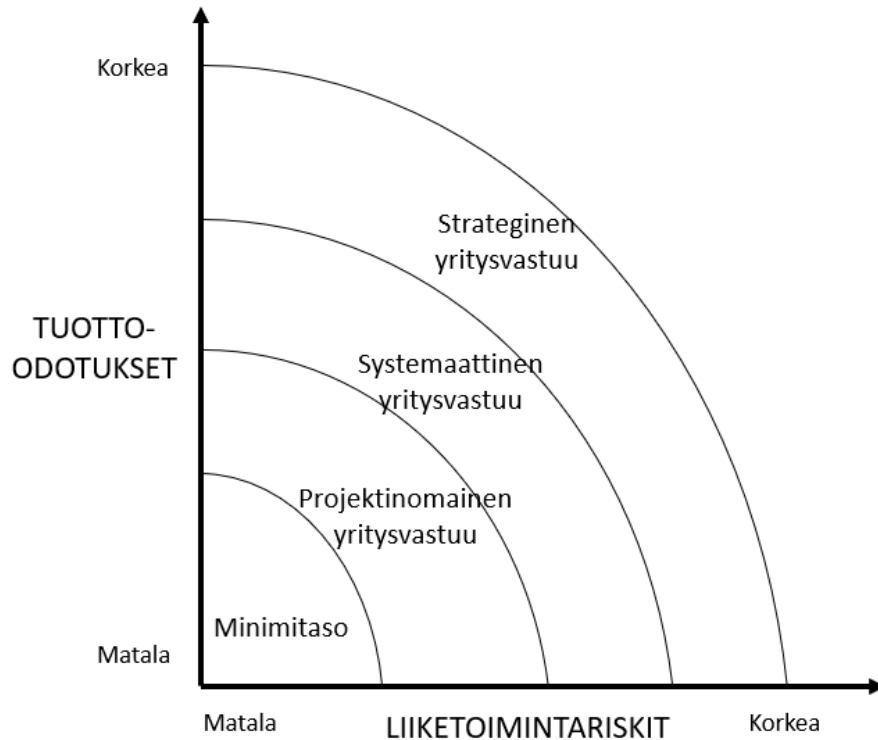 Korkea
Strateginen
yritysvastuu
TUOTTO-
ODOTUKSET
Systemaattinen
yritysvastuu
Projektinomainen
yritysvastuu
Minimitaso
Matala
Matala
LIIKETOIMINTARISKIT
Korkea